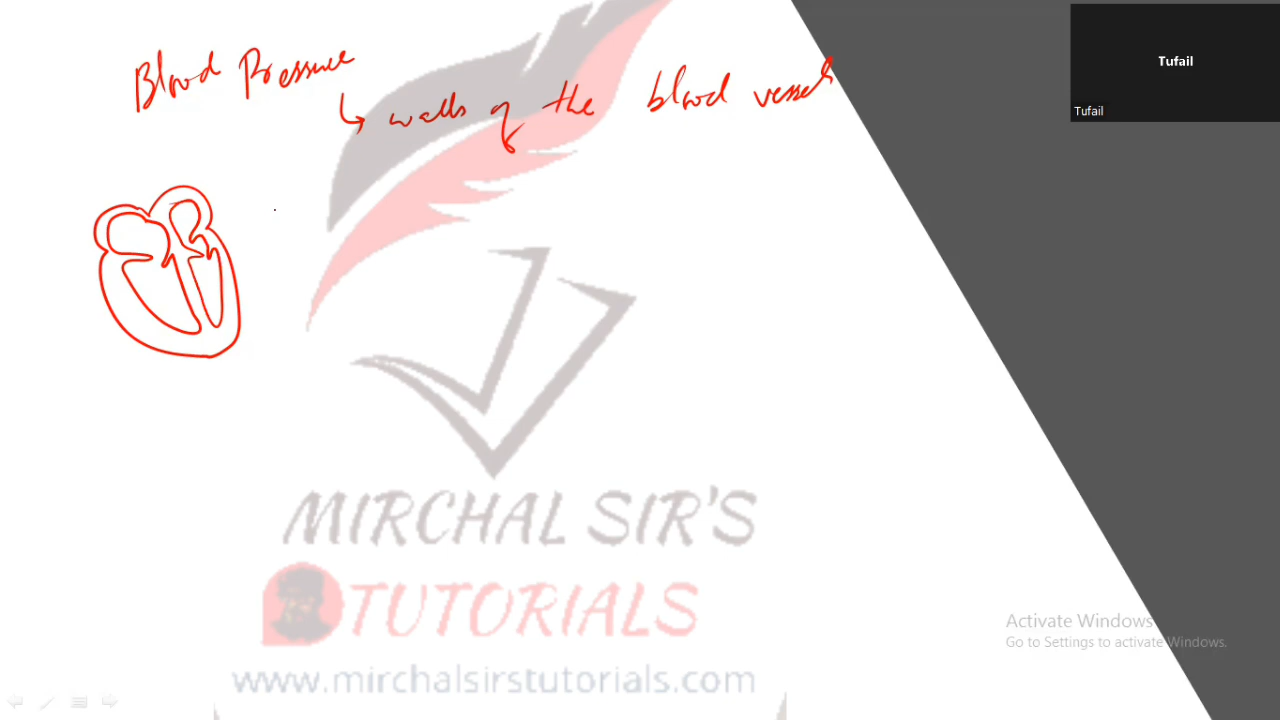 Blood Pressure
↳ walls of the blood vessels
Tufail
Tufail
MIRCHAL SIR'S
TUTORIALS
www.mirchalsirstutorials.com
Activate Windows
Go to Settings to activate Windows.